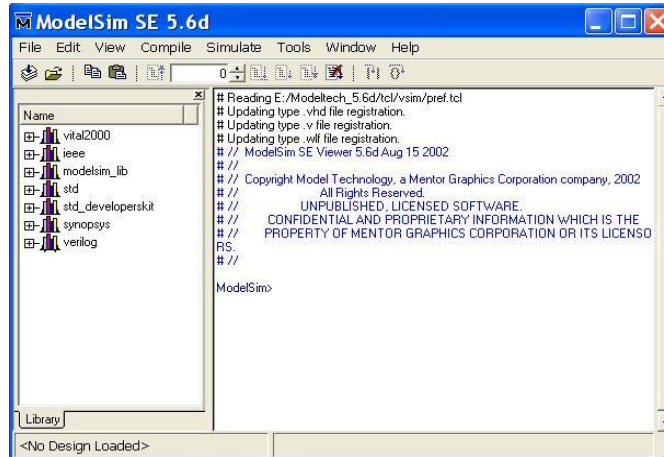 ModelSim SE 5.6d
File Edit View Compile Simulate Tools Window Help
0
Name
vital2000
ieee
modelsim_lib
std
std_developerskit
synopsys
verilog
Library
# Reading E:/Modeltech_5.6d/tcl/vsim/pref.tcl
# Updating type .vhd file registration.
# Updating type .v file registration.
# Updating type .wlf file registration.
# // ModelSim SE Viewer 5.6d Aug 15 2002
# //
# // Copyright Model Technology, a Mentor Graphics Corporation company, 2002
# // All Rights Reserved.
# // UNPUBLISHED, LICENSED SOFTWARE.
# // CONFIDENTIAL AND PROPRIETARY INFORMATION WHICH IS THE
# // PROPERTY OF MENTOR GRAPHICS CORPORATION OR ITS LICENSO
RS.
# //
ModelSim>
<No Design Loaded>